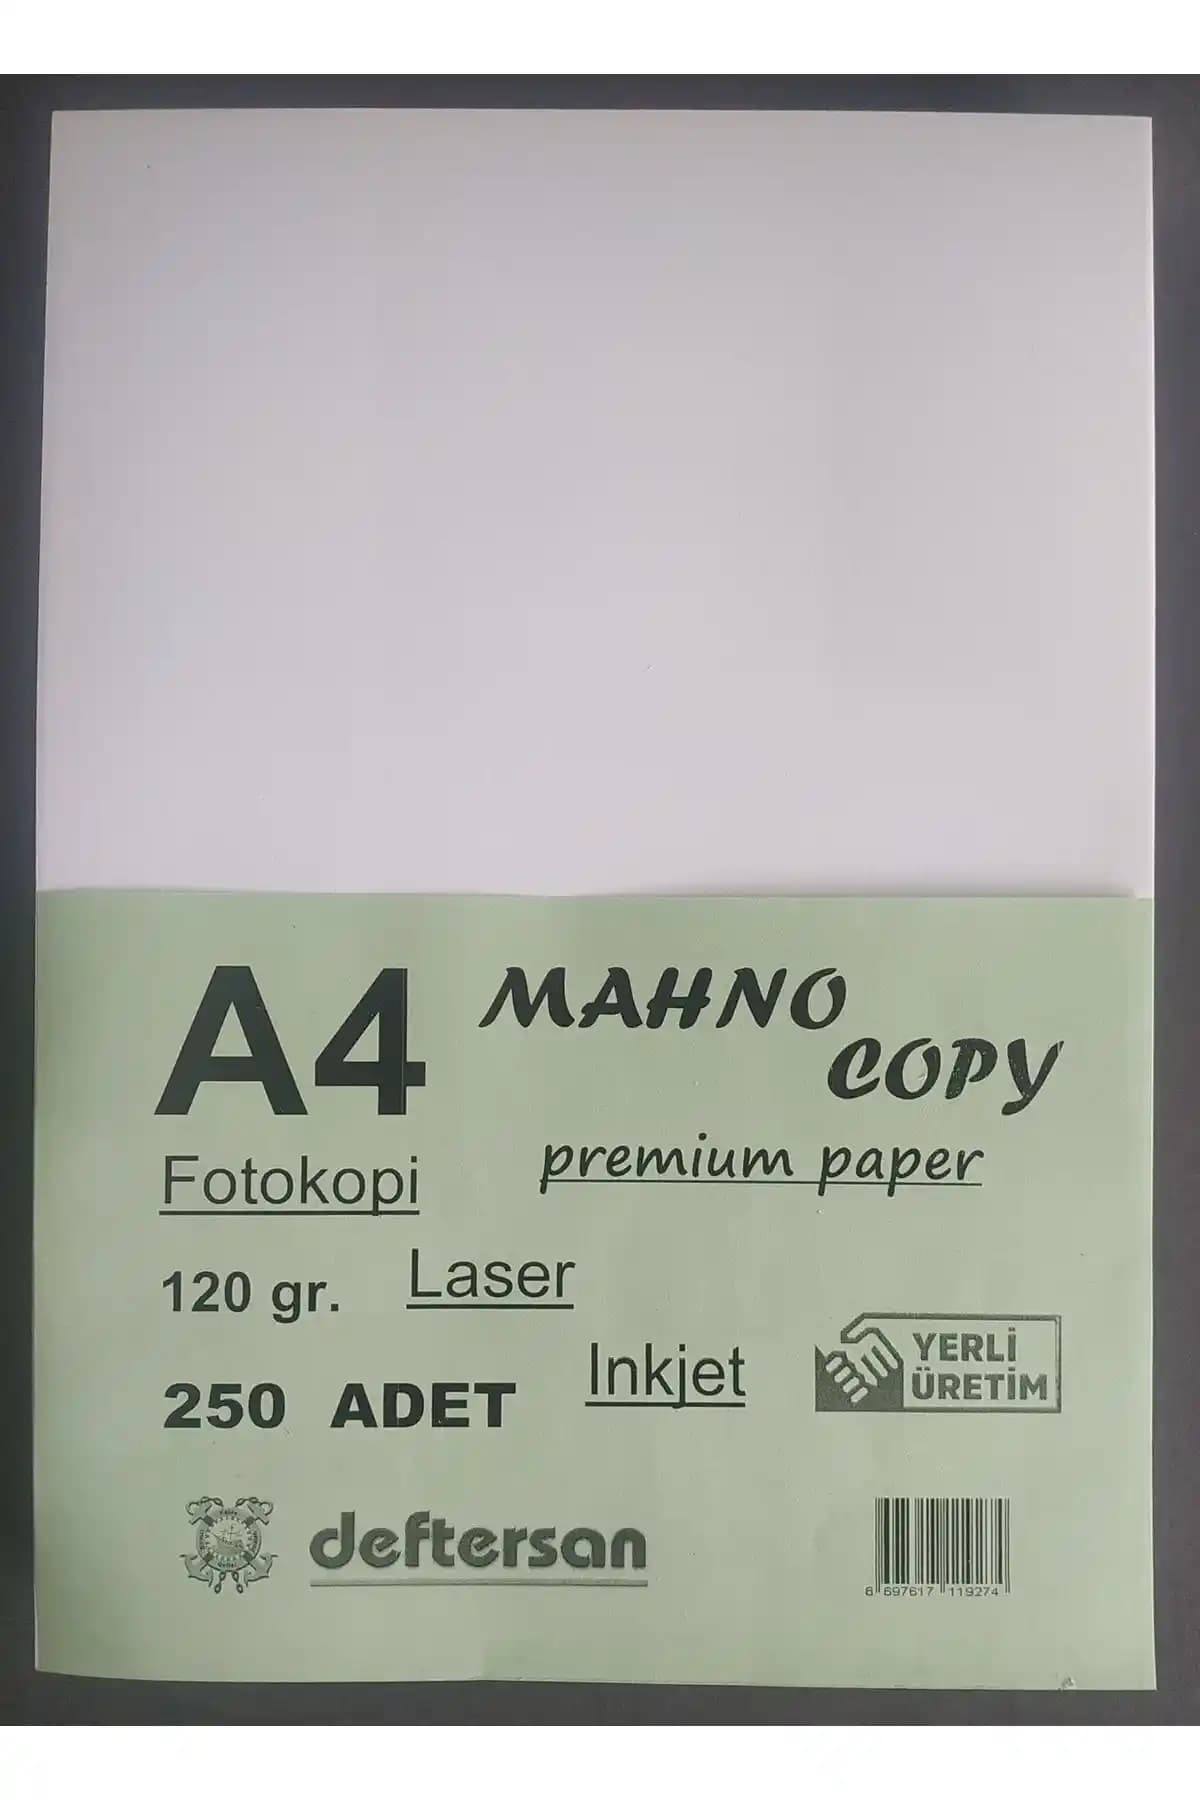 A4
MAHNO
COPY
premium paper
Fotokopi
120 gr.
Laser
Inkjet
250 ADET
YERLİ
ÜRETİM
deftersan
8 697617 119274